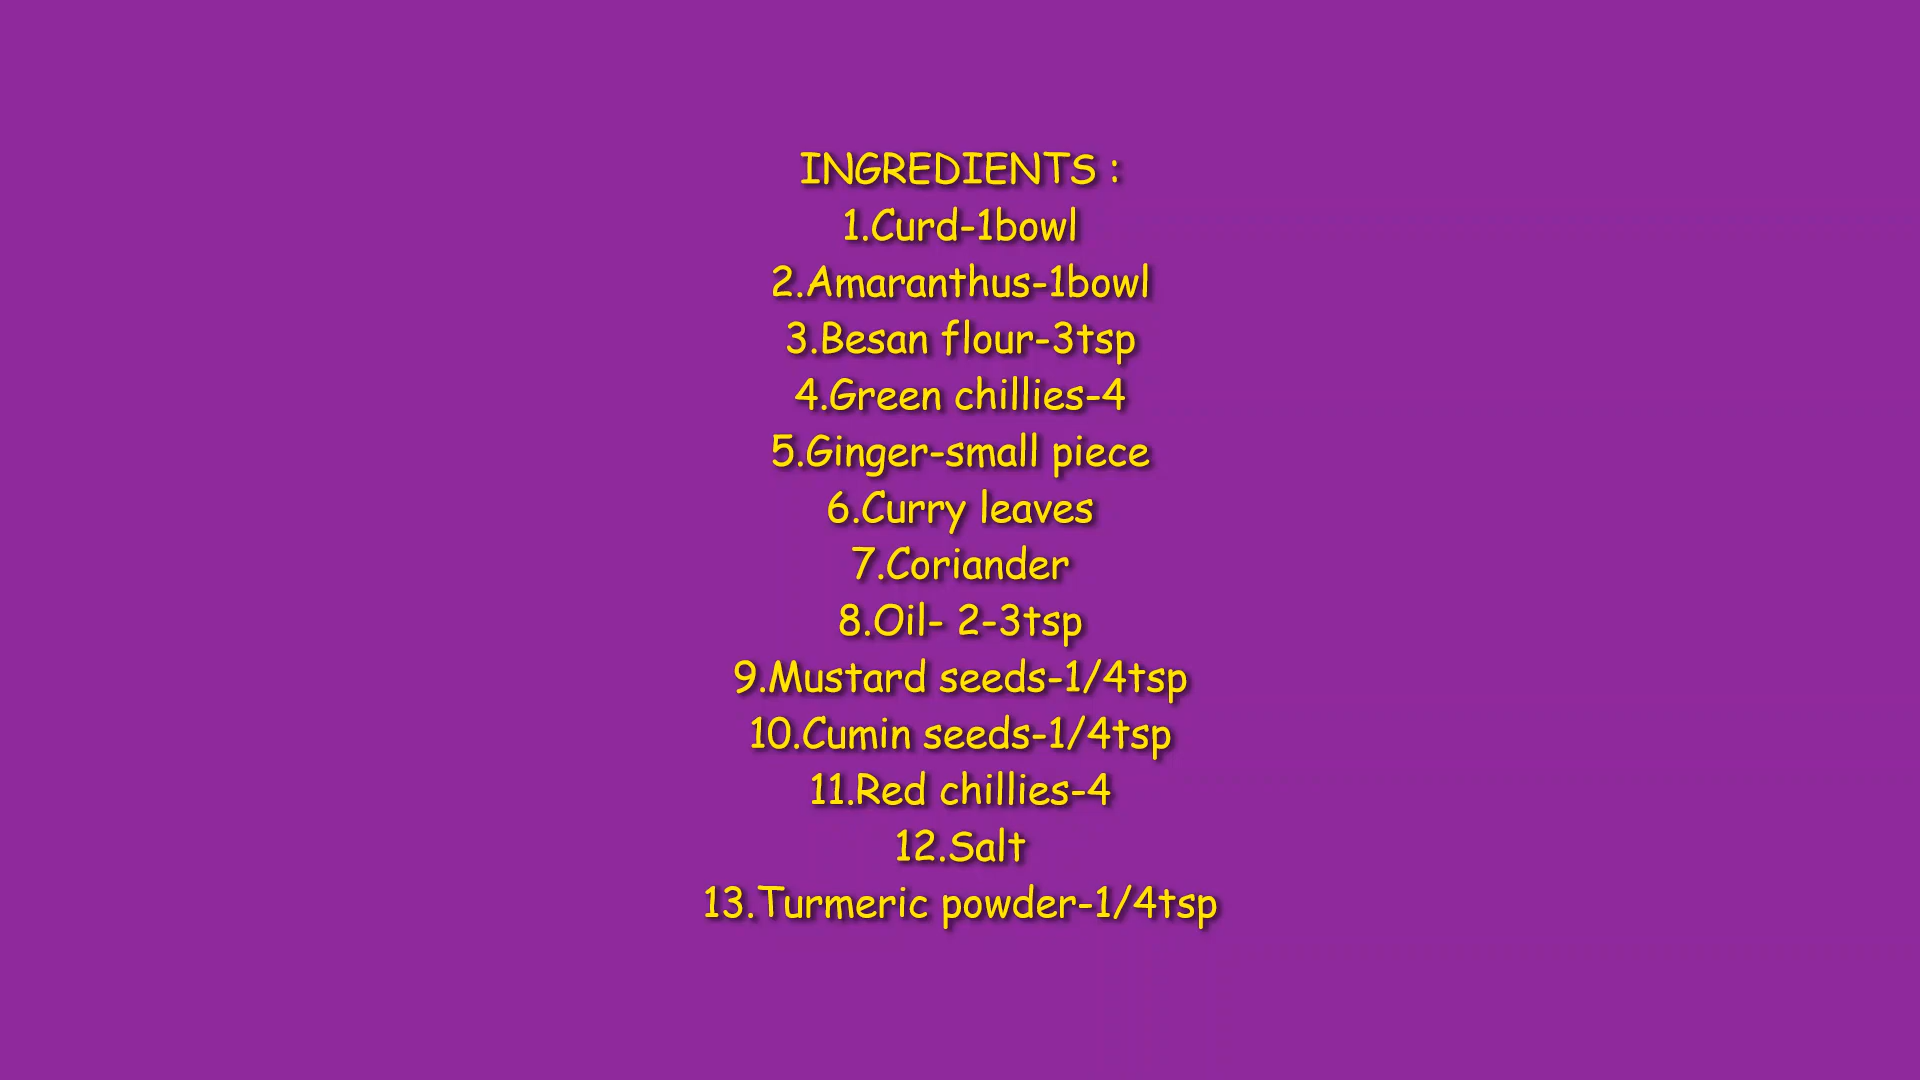 INGREDIENTS :
1.Curd-1bowl
2.Amaranthus-1bowl
3.Besan flour-3tsp
4.Green chillies-4
5.Ginger-small piece
6.Curry leaves
7.Coriander
8.Oil- 2-3tsp
9.Mustard seeds-1/4tsp
10.Cumin seeds-1/4tsp
11.Red chillies-4
12.Salt
13.Turmeric powder-1/4tsp